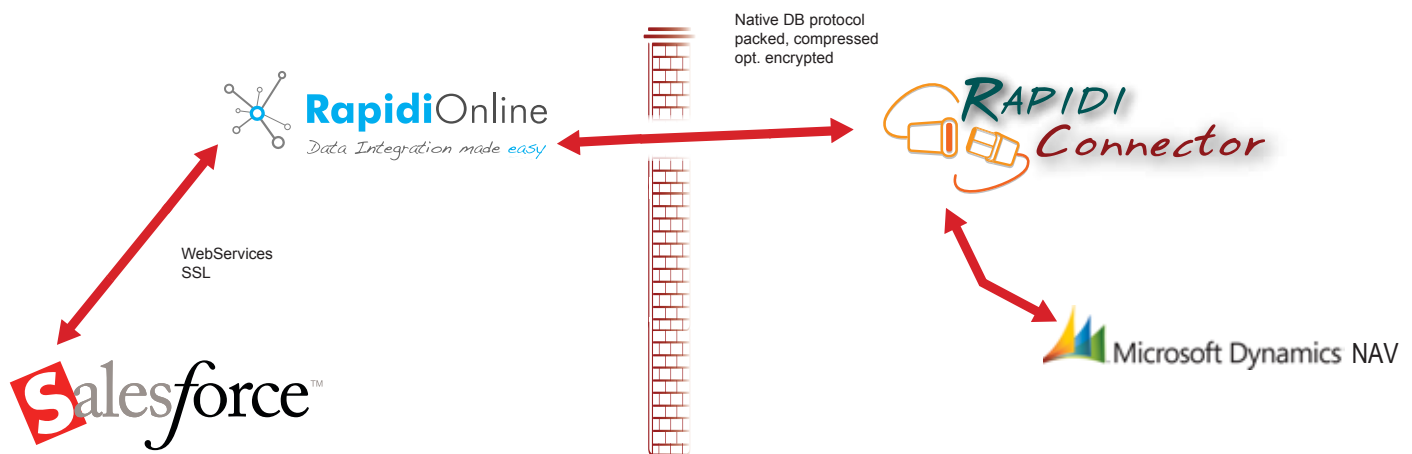 Native DB protocol
packed, compressed
opt. encrypted
RapidiOnline
Data Integration made easy
RAPIDI
Connector
WebServices
SSL
Microsoft Dynamics NAV
salesforce™